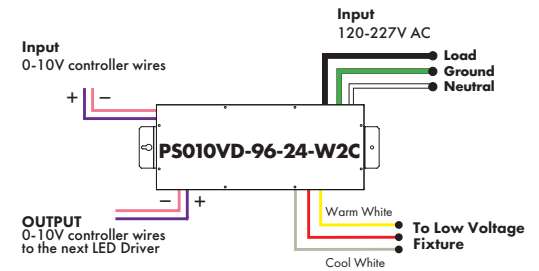 Input
120-227V AC
Load
Ground
Neutral
Input
0-10V controller wires
+ –
PS010VD-96-24-W2C
– +
OUTPUT
0-10V controller wires
to the next LED Driver
Warm White
To Low Voltage
Fixture
Cool White